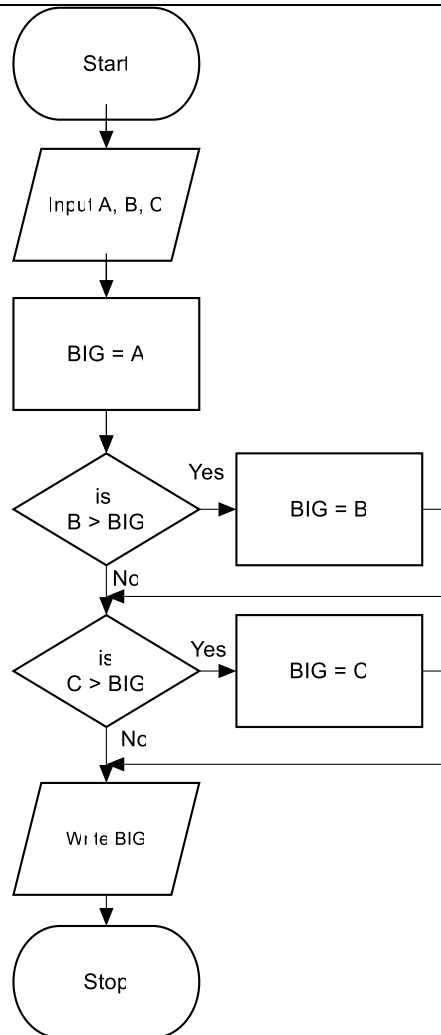 Start
Input A, B, C
BIG = A
is
B > BIG
Yes
BIG = B
No
is
C > BIG
Yes
BIG = C
No
Write BIG
Stop